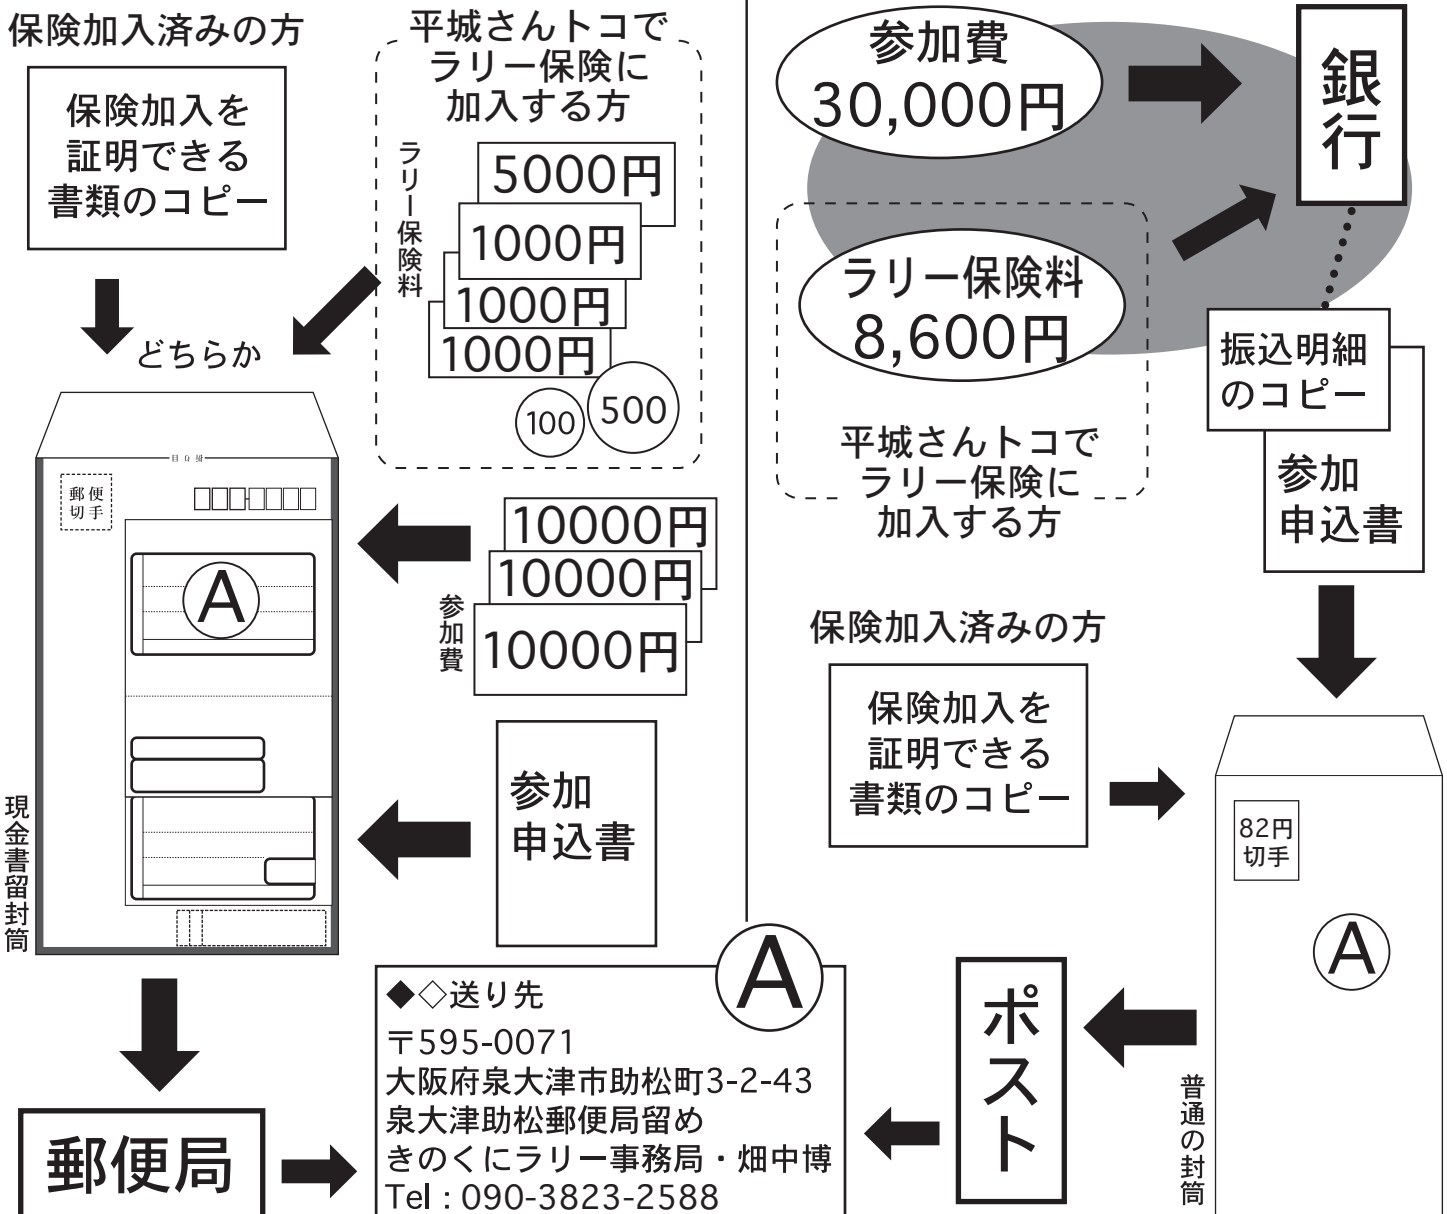 保険加入済みの方
保険加入を
証明できる
書類のコピー
平城さんトコで
ラリー保険に
加入する方
ラリー保険料
5000円
1000円
1000円
1000円
100
500
どちらか
郵便
切手
A
現金書留封筒
10000円
10000円
10000円
参加費
参加
申込書
郵便局
参加費
30,000円
銀行
ラリー保険料
8,600円
平城さんトコで
ラリー保険に
加入する方
振込明細
のコピー
参加
申込書
保険加入済みの方
保険加入を
証明できる
書類のコピー
82円
切手
A
普通の封筒
ポスト
A
◆◇送り先
〒595-0071
大阪府泉大津市助松町3-2-43
泉大津助松郵便局留め
きのくにラリー事務局・畑中博
Tel：090-3823-2588